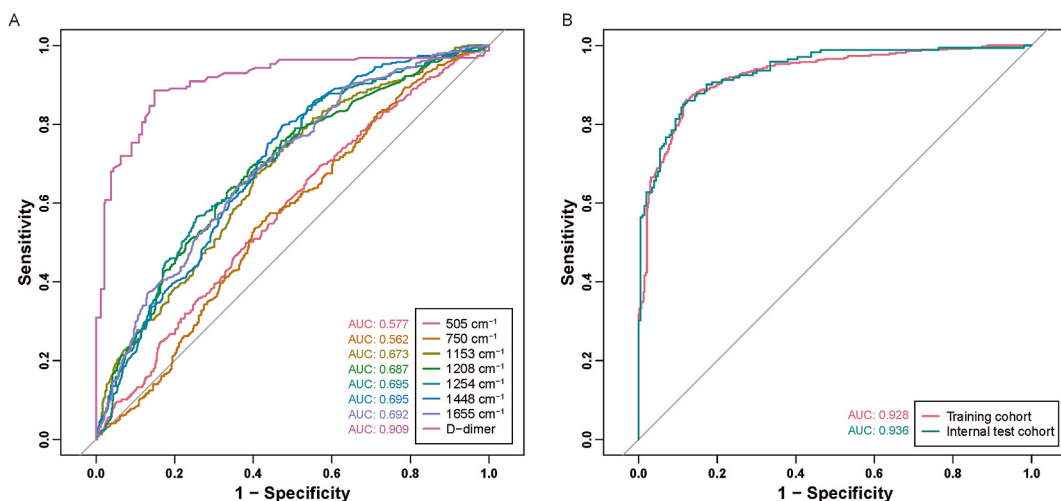 A
Sensitivity
1.0
0.8
0.6
0.4
0.2
0.0
AUC: 0.577 505 cm⁻¹
AUC: 0.562 750 cm⁻¹
AUC: 0.673 1153 cm⁻¹
AUC: 0.687 1208 cm⁻¹
AUC: 0.695 1254 cm⁻¹
AUC: 0.695 1448 cm⁻¹
AUC: 0.692 1655 cm⁻¹
AUC: 0.909 D-dimer
0.0 0.2 0.4 0.6 0.8 1.0
1 − Specificity
B
Sensitivity
1.0
0.8
0.6
0.4
0.2
0.0
AUC: 0.928 Training cohort
AUC: 0.936 Internal test cohort
0.0 0.2 0.4 0.6 0.8 1.0
1 − Specificity